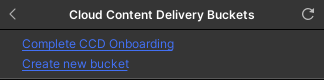 Cloud Content Delivery Buckets
Complete CCD Onboarding
Create new bucket